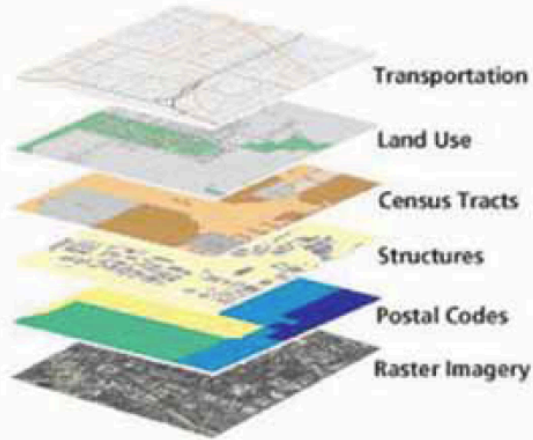 Transportation
Land Use
Census Tracts
Structures
Postal Codes
Raster Imagery